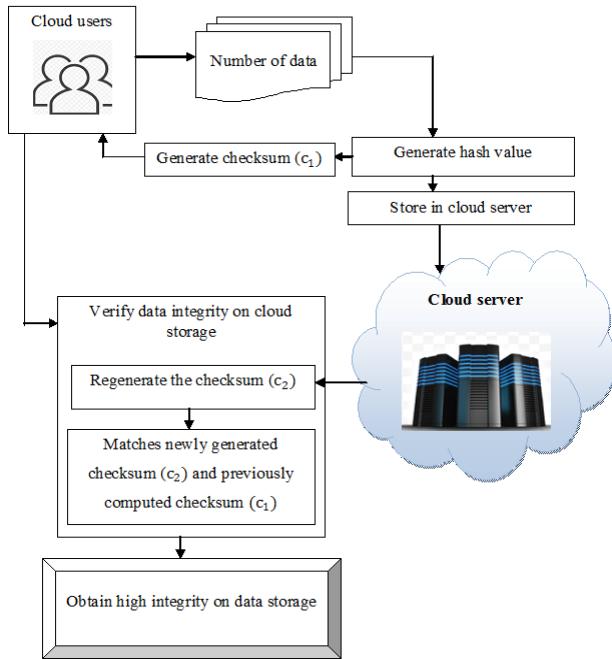 Cloud users
Number of data
Generate checksum (c₁)
Generate hash value
Store in cloud server
Cloud server
Verify data integrity on cloud
storage
Regenerate the checksum (c₂)
Matches newly generated
checksum (c₂) and previously
computed checksum (c₁)
Obtain high integrity on data storage